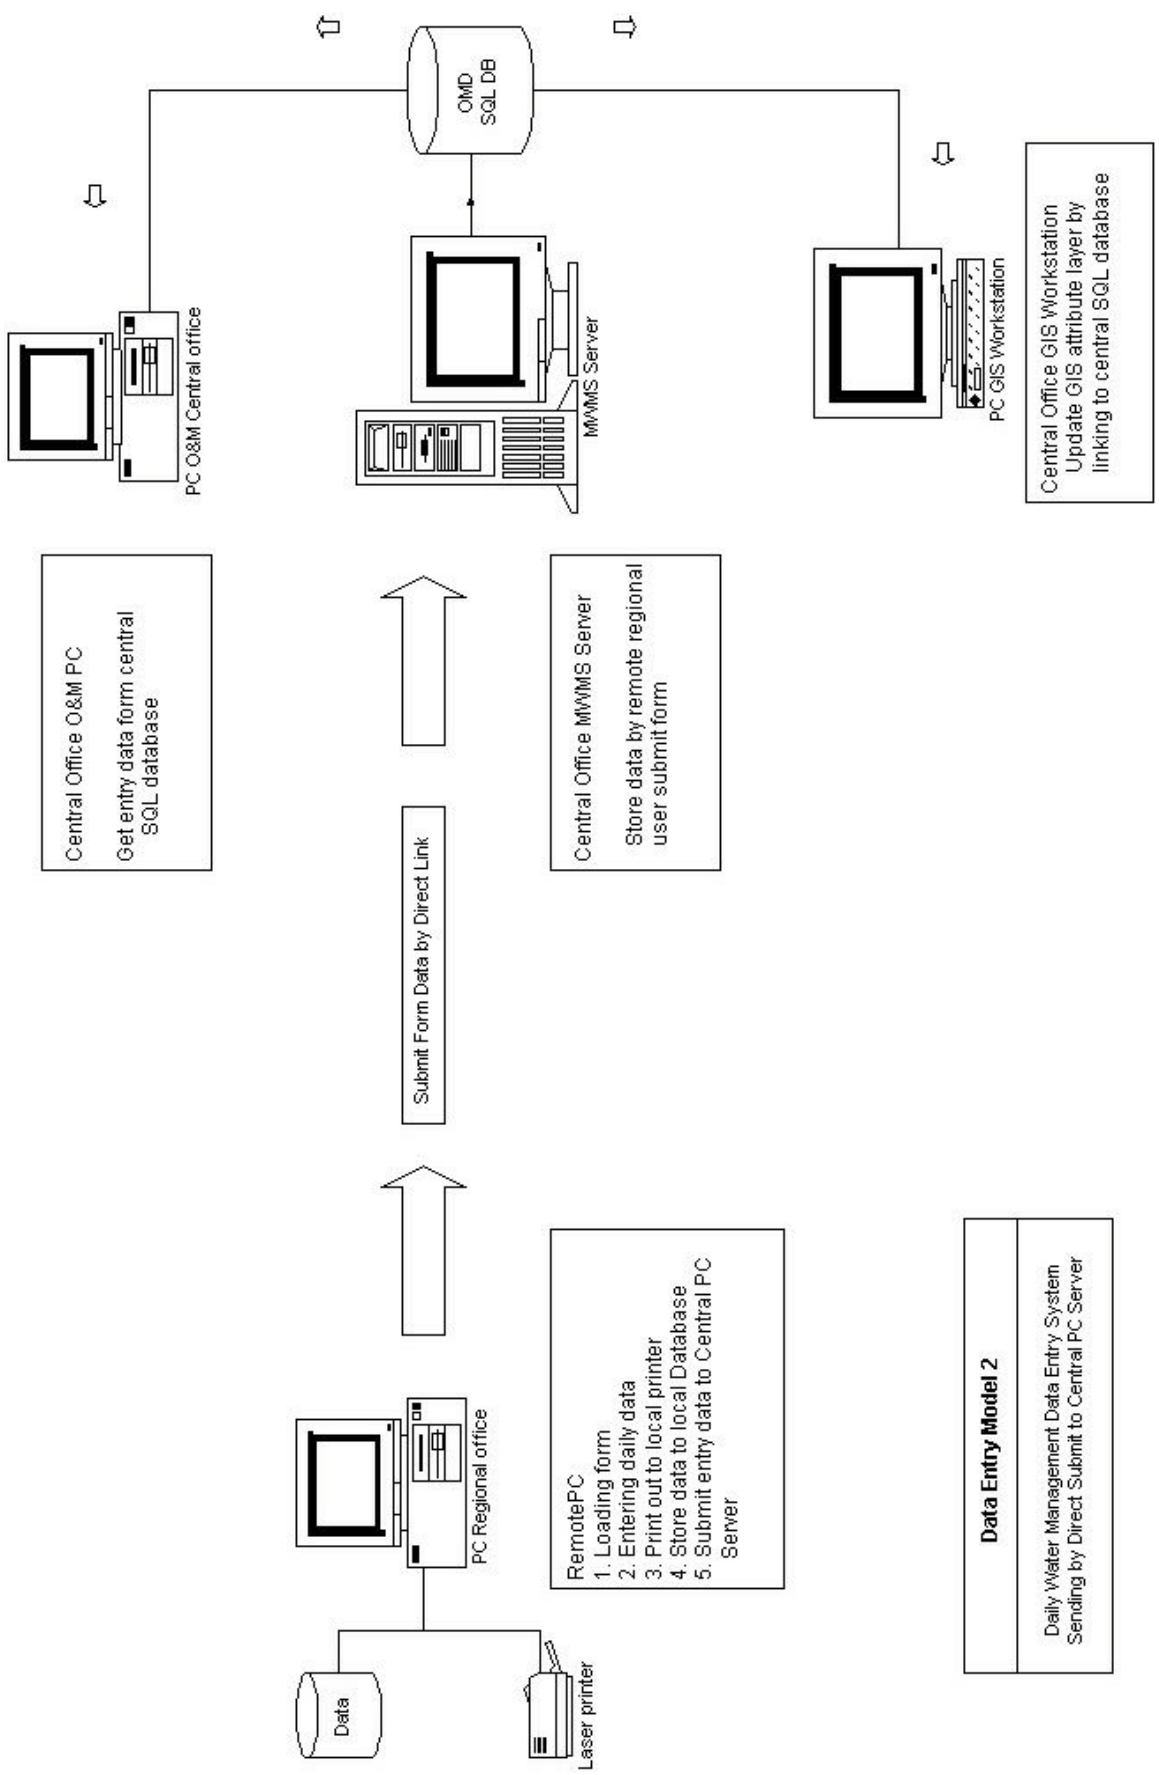 Data
Laser printer
PC Regional office
RemotePC
1. Loading form
2. Entering daily data
3. Print out to local printer
4. Store data to local Database
5. Submit entry data to Central PC
Server
Submit Form Data by Direct Link
Central Office O&M PC
Get entry data form central
SQL database
Central Office MWMS Server
Store data by remote regional
user submit form
PC O&M Central office
MWMS Server
OMD
SQL DB
PC GIS Workstation
Central Office GIS Workstation
Update GIS attribute layer by
linking to central SQL database
Data Entry Model 2
Daily Water Management Data Entry System
Sending by Direct Submit to Central PC Server